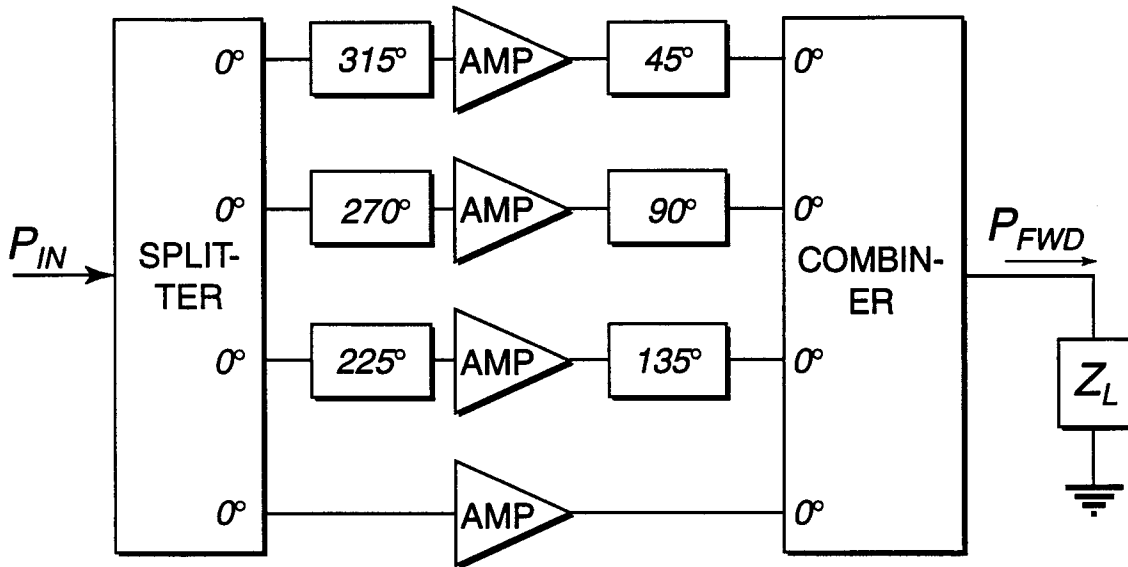 0° 315° AMP 45° 0°
0° 270° AMP 90° 0°
P_IN SPLIT-
TER
COMBIN-
ER
P_FWD
0° 225° AMP 135° 0°
Z_L
0° AMP 0°